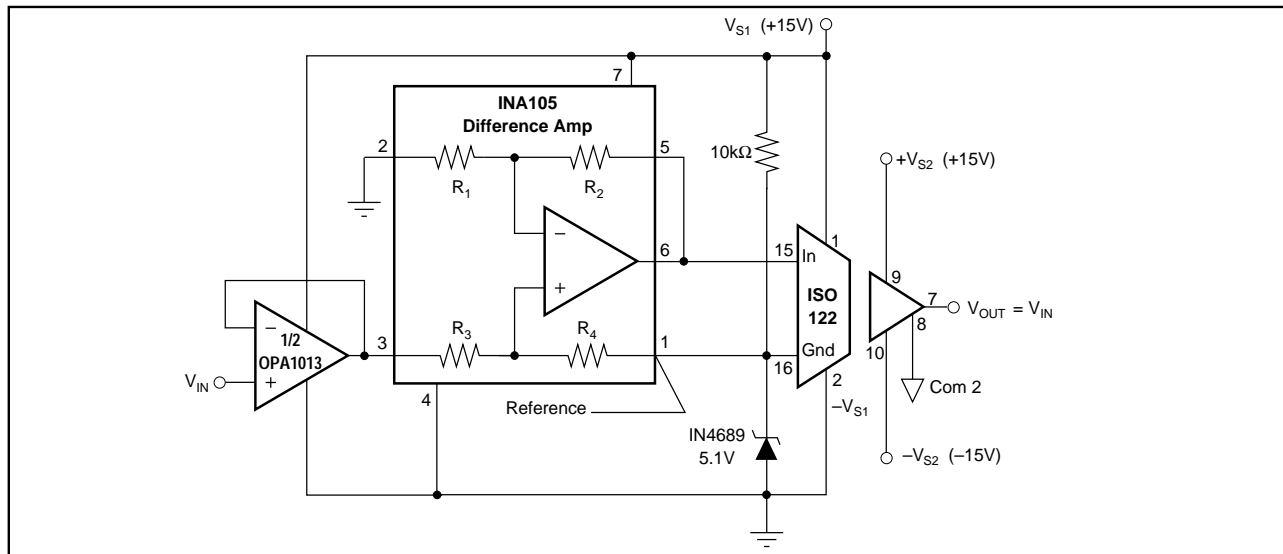 V_S1 (+15V)
7
INA105
Difference Amp
2
5
R_1
R_2
10kΩ
+V_S2 (+15V)
−
+
6
15
In
1
ISO
122
9
7
V_OUT = V_IN
8
10
−
1/2
OPA1013
+
V_IN
3
R_3
R_4
1
Gnd
16
2
−V_S1
Com 2
4
Reference
IN4689
5.1V
−V_S2 (−15V)